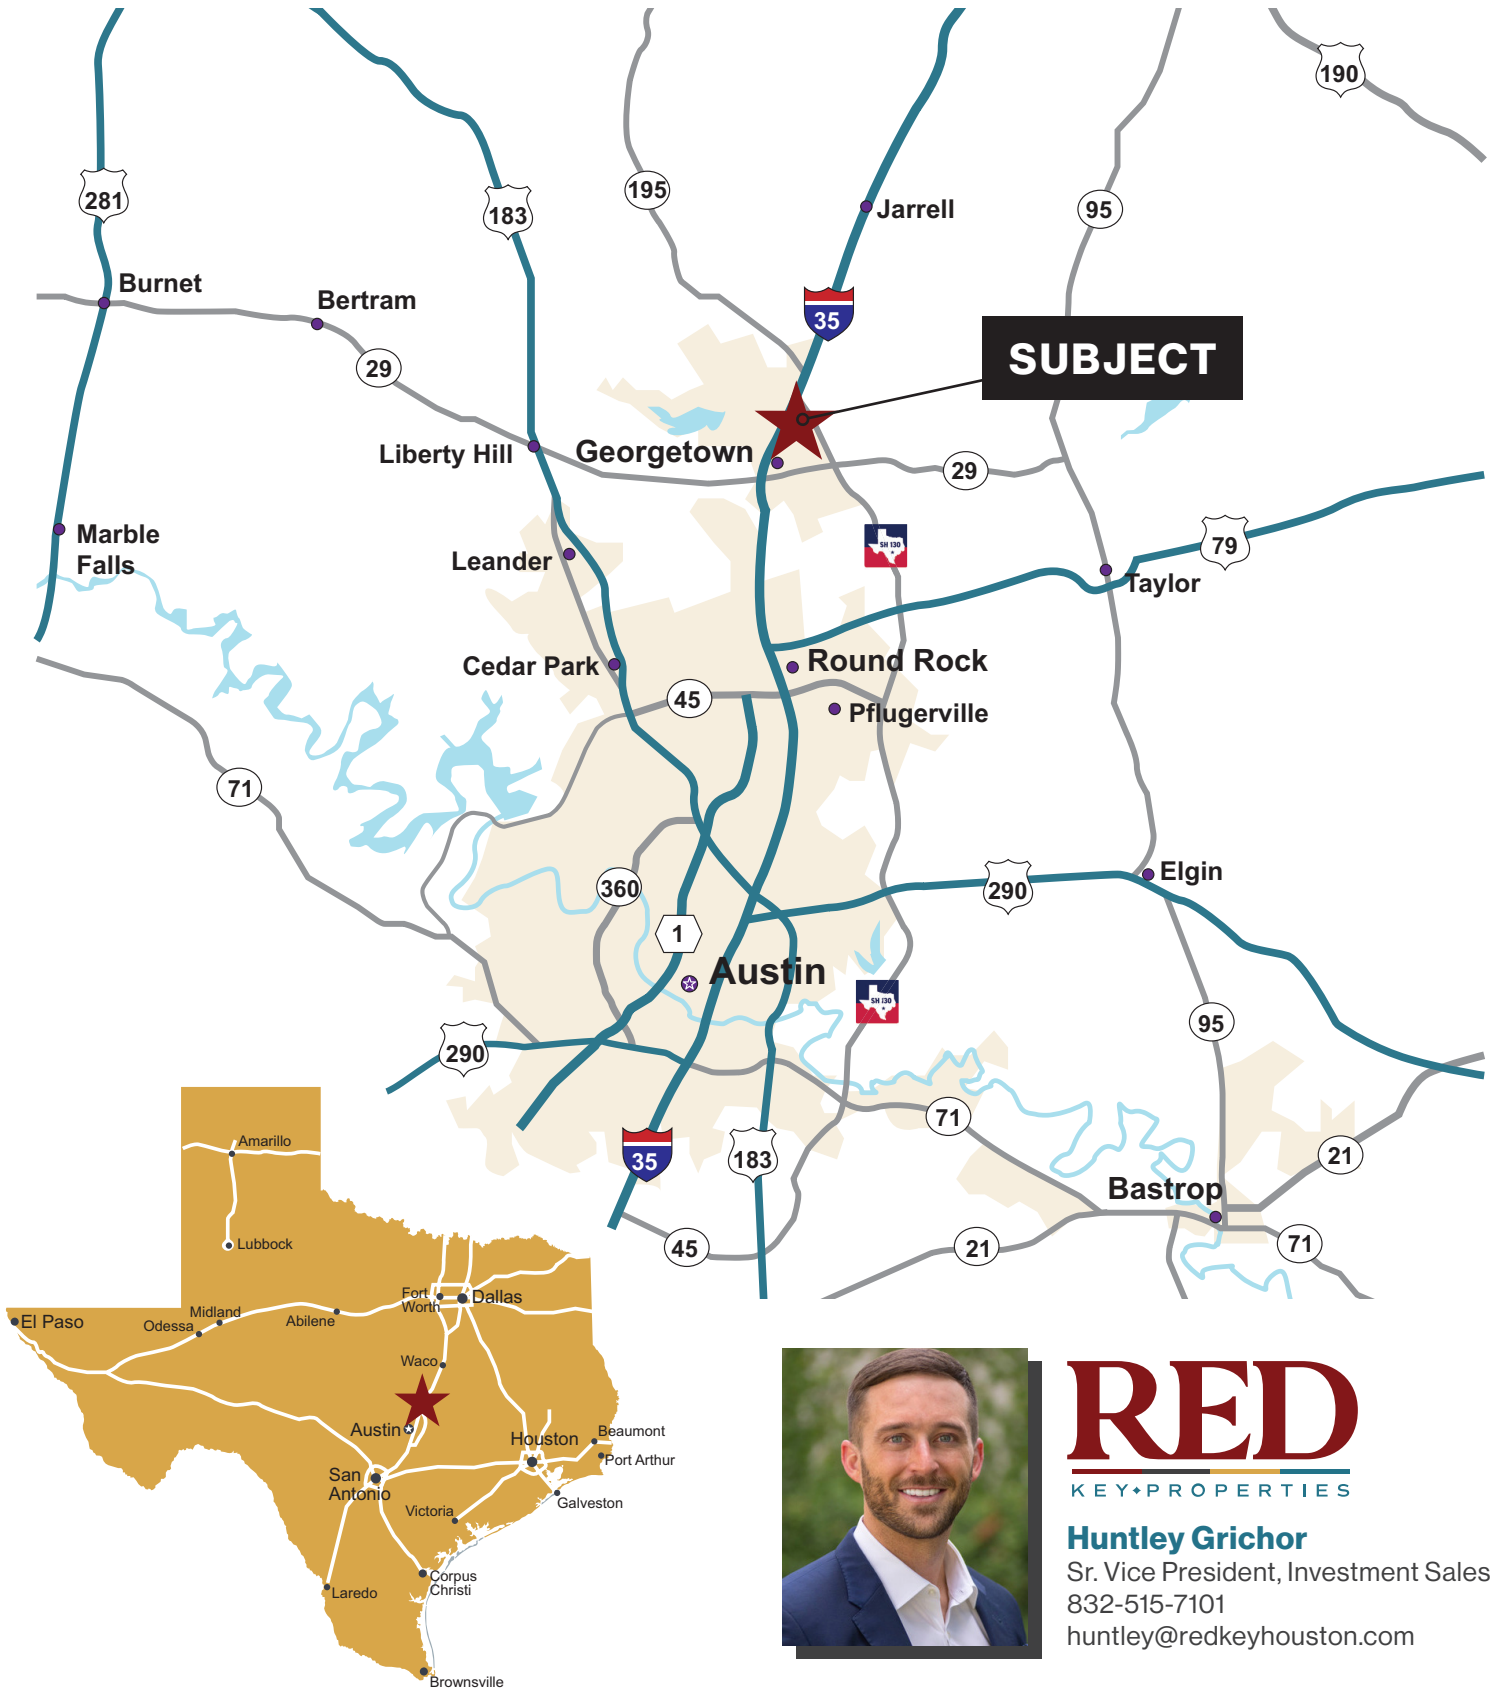 190
281
183
195
Jarrell
95
Burnet
Bertram
35
SUBJECT
29
Liberty Hill
Georgetown
29
Marble
Falls
SH 130
79
Leander
Taylor
Cedar Park
Round Rock
45
Pflugerville
71
360
290
Elgin
1
Austin
SH 130
95
290
71
35
183
21
Bastrop
45
21
71
Amarillo
Lubbock
Fort
Worth
Dallas
El Paso
Midland
Odessa
Abilene
Waco
Austin
Houston
Beaumont
Port Arthur
San
Antonio
Galveston
Victoria
Corpus
Christi
Laredo
Brownsville
RED
KEY PROPERTIES
Huntley Grichor
Sr. Vice President, Investment Sales
832-515-7101
huntley@redkeyhouston.com